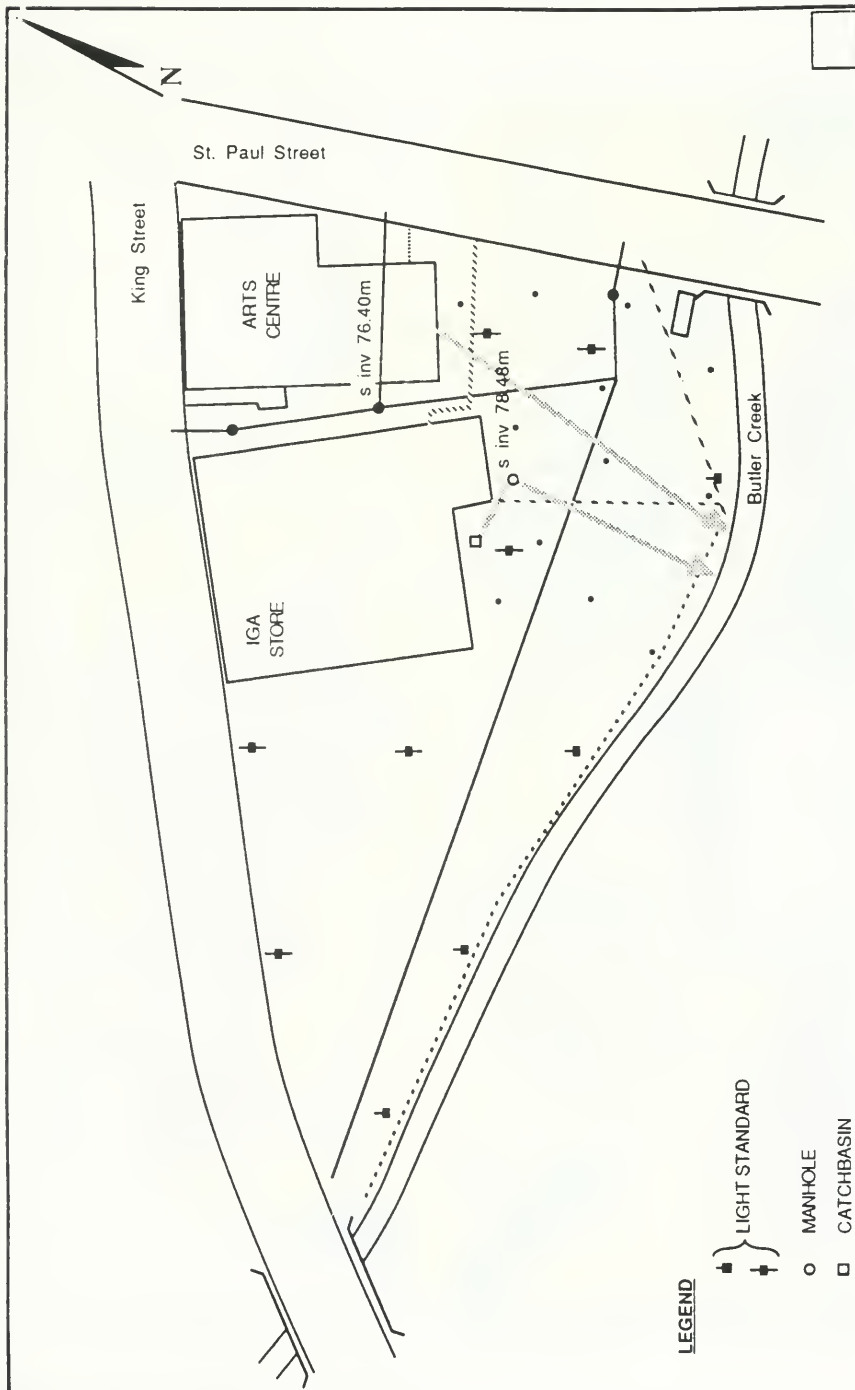 N
St. Paul Street
King Street
ARTS
CENTRE
s inv 76.40m
s inv 78.48m
IGA
STORE
Butler Creek
LEGEND
LIGHT STANDARD
MANHOLE
CATCHBASIN